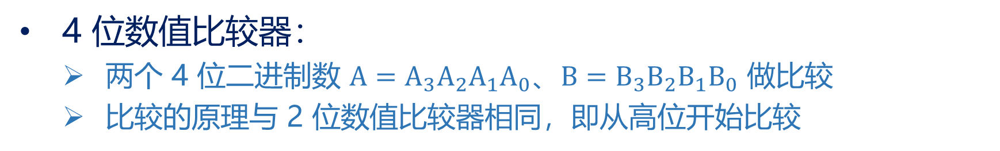 • 4 位数值比较器：
➢ 两个 4 位二进制数 A = A₃A₂A₁A₀、B = B₃B₂B₁B₀ 做比较
➢ 比较的原理与 2 位数值比较器相同，即从高位开始比较